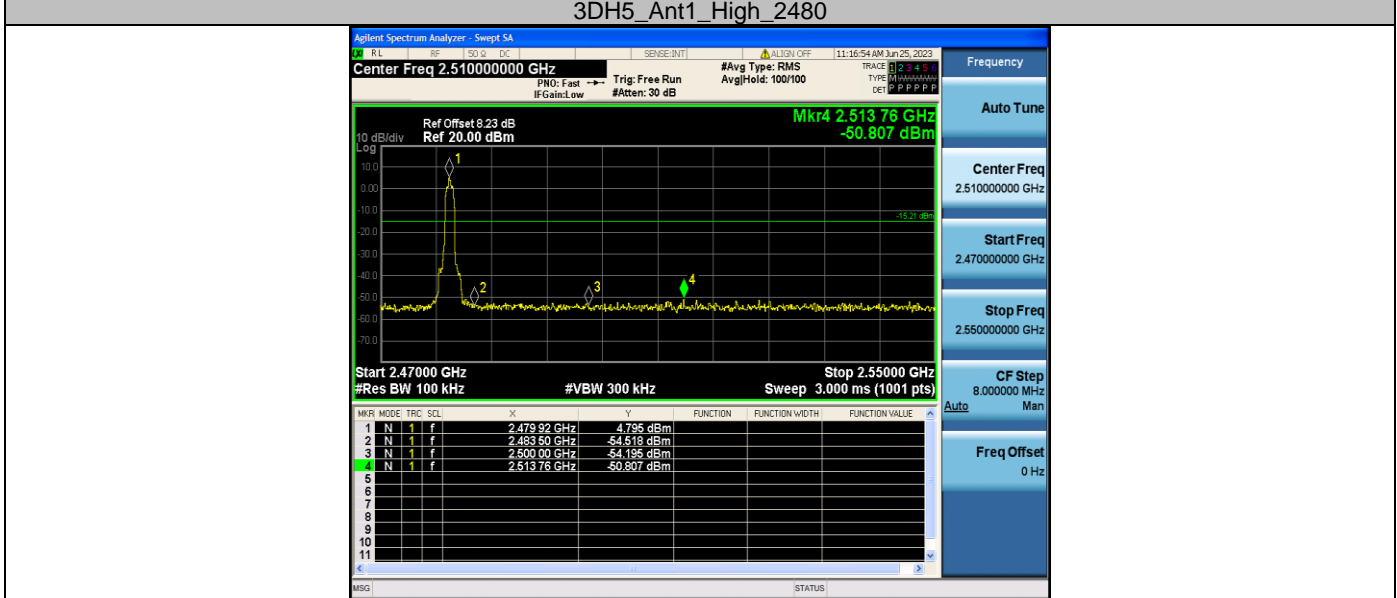 3DH5_Ant1_High_2480
Agilent Spectrum Analyzer - Swept SA
RL RF 50 Ω DC SENSE:INT ALIGN OFF 11:16:54 AM Jun 25, 2023
Center Freq 2.510000000 GHz
PNO: Fast
IFGain:Low
Trig: Free Run
#Atten: 30 dB
#Avg Type: RMS
Avg|Hold: 100/100
TRACE 1 2 3 4 5 6
TYPE M
DET P P P P P P
Frequency
Auto Tune
Center Freq
2.510000000 GHz
Start Freq
2.470000000 GHz
Stop Freq
2.550000000 GHz
CF Step
8.000000 MHz
Auto Man
Freq Offset
0 Hz
Mkr4 2.513 76 GHz
-50.807 dBm
Ref Offset 8.23 dB
10 dB/div Ref 20.00 dBm
Log
10.0
0.00
-10.0
-20.0
-30.0
-40.0
-50.0
-60.0
-70.0
-15.21 dBm
1
2
3
4
Start 2.47000 GHz Stop 2.55000 GHz
#Res BW 100 kHz #VBW 300 kHz Sweep 3.000 ms (1001 pts)
MKR MODE TRC SCL X Y FUNCTION FUNCTION WIDTH FUNCTION VALUE
1 N 1 f 2.479 92 GHz 4.795 dBm
2 N 1 f 2.483 50 GHz -54.518 dBm
3 N 1 f 2.500 00 GHz -54.195 dBm
4 N 1 f 2.513 76 GHz -50.807 dBm
5
6
7
8
9
10
11
MSG STATUS